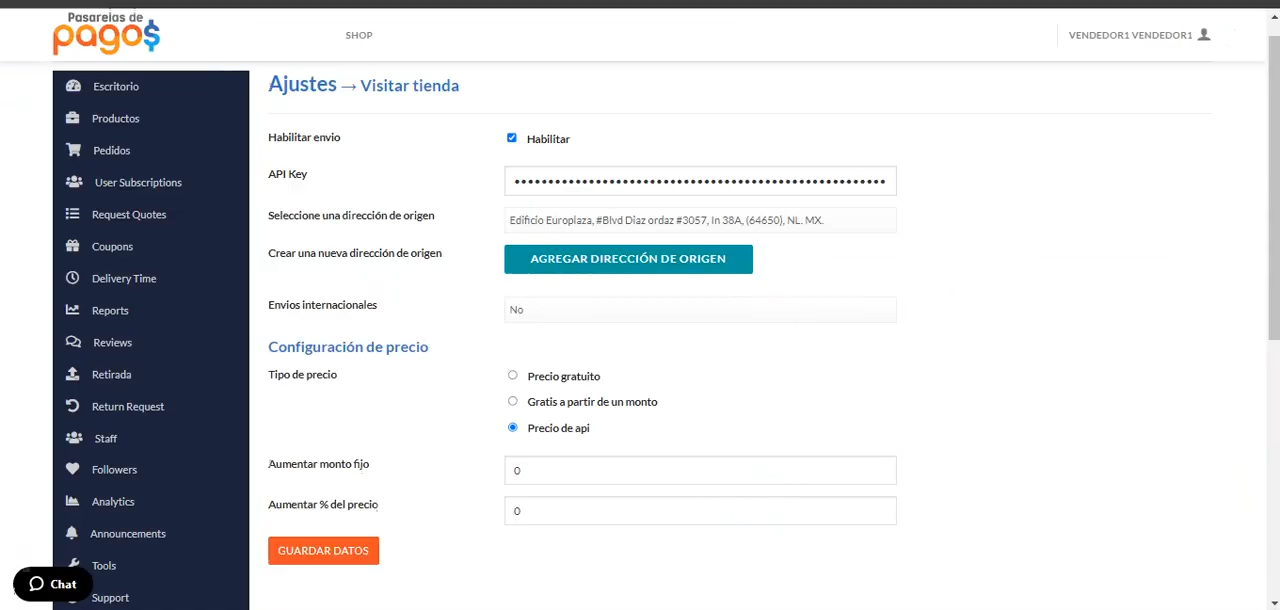 Pasarelas de
pago$
SHOP
VENDEDOR1 VENDEDOR1
Escritorio
Productos
Pedidos
User Subscriptions
Request Quotes
Coupons
Delivery Time
Reports
Reviews
Retirada
Return Request
Staff
Followers
Analytics
Announcements
Tools
Support
Chat
Ajustes → Visitar tienda
Habilitar envio
Habilitar
API Key
••••••••••••••••••••••••••••••••••••••••••••••••••••••
Seleccione una dirección de origen
Edificio Europlaza, #Blvd Díaz ordaz #3057, In 38A, (64650), NL. MX.
Crear una nueva dirección de origen
AGREGAR DIRECCIÓN DE ORIGEN
Envios internacionales
No
Configuración de precio
Tipo de precio
Precio gratuito
Gratis a partir de un monto
Precio de api
Aumentar monto fijo
0
Aumentar % del precio
0
GUARDAR DATOS